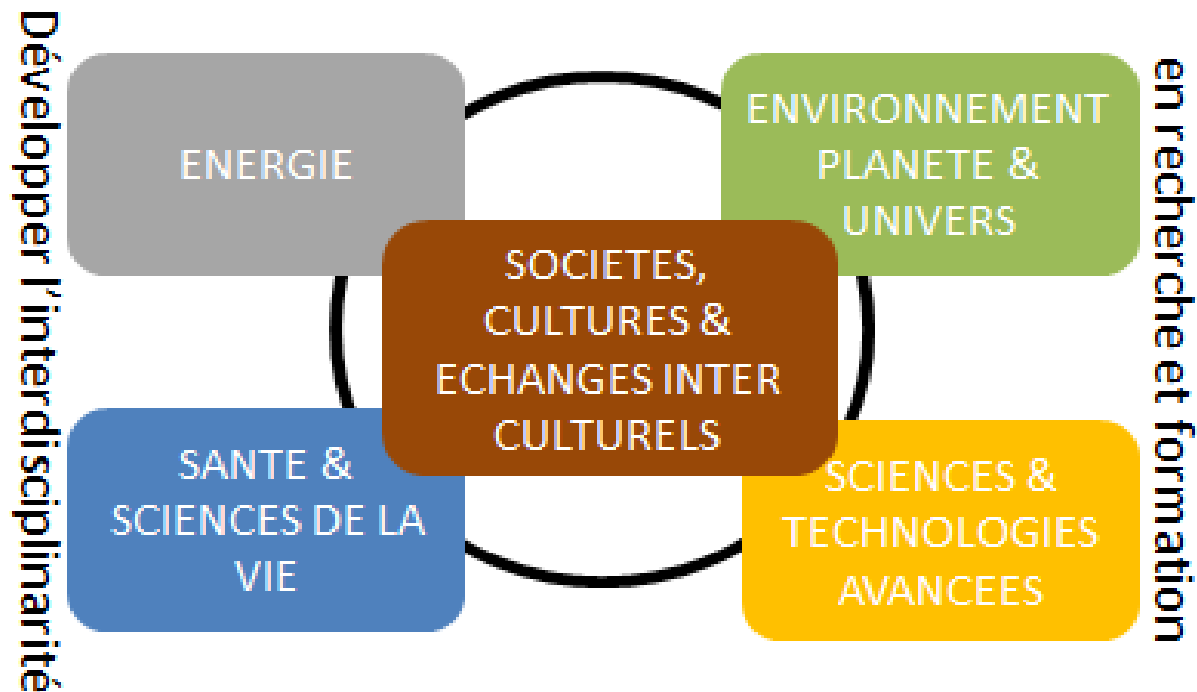 Développer l'interdisciplinarité
ENERGIE
ENVIRONNEMENT
PLANETE &
UNIVERS
SOCIETES,
CULTURES &
ECHANGES INTER
CULTURELS
SANTE &
SCIENCES DE LA
VIE
SCIENCES &
TECHNOLOGIES
AVANCEES
en recherche et formation